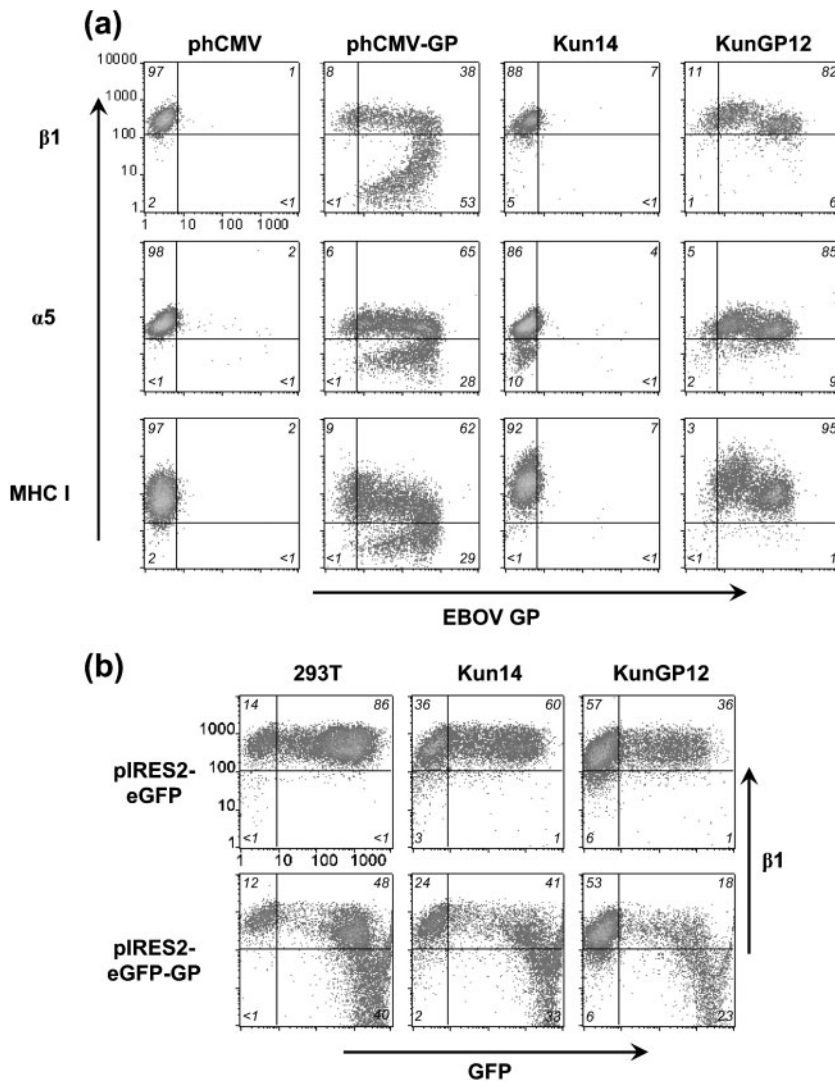 (a)
phCMV phCMV-GP Kun14 KunGP12
10000 97 1 8 38 88 7 11 82
1000
β1 100
10
1 2 <1 <1 53 5 <1 1 6
1 10 100 1000
98 2 6 65 86 4 5 85
α5
<1 <1 <1 28 10 <1 2 9
97 2 9 62 92 7 3 95
MHC I
2 <1 <1 29 <1 <1 <1 1
EBOV GP
(b)
293T Kun14 KunGP12
14 86 36 60 57 36
1000
pIRES2-
eGFP
100
10
1 <1 <1 3 1 6 1
1 10 100 1000
β1
12 48 24 41 53 18
pIRES2-
eGFP-GP
<1 40 2 33 6 23
GFP